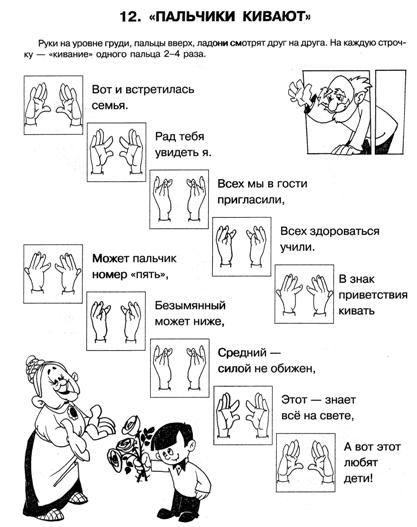 12. «ПАЛЬЧИКИ КИВАЮТ»
Руки на уровне груди, пальцы вверх, ладони смотрят друг на друга. На каждую строч-
ку — «кивание» одного пальца 2–4 раза.
Вот и встретилась
семья.
Рад тебя
увидеть я.
Всех мы в гости
пригласили,
Всех здороваться
учили.
В знак
приветствия
кивать
Может пальчик
номер «пять»,
Безымянный
может ниже,
Средний —
силой не обижен,
Этот — знает
всё на свете,
А вот этот
любят
дети!